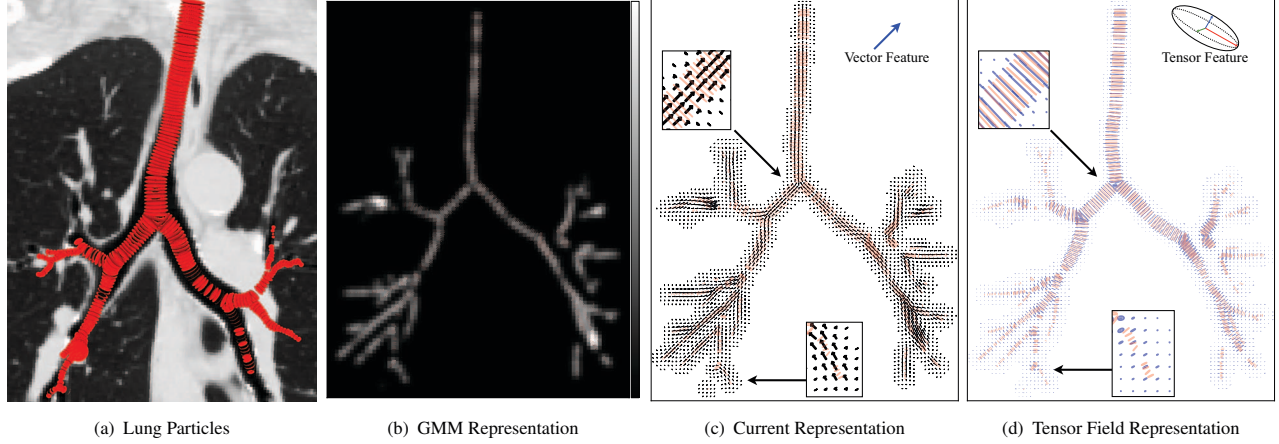 Vector Feature
Tensor Feature
(a) Lung Particles
(b) GMM Representation
(c) Current Representation
(d) Tensor Field Representation